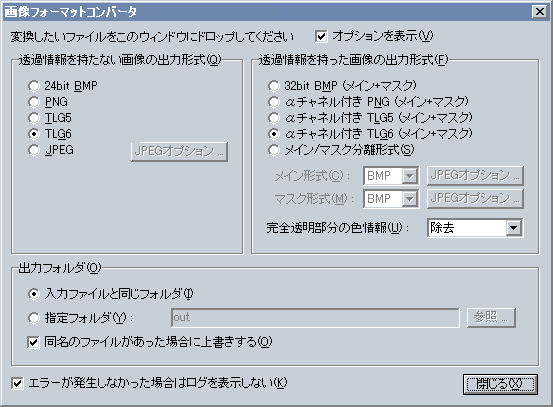 画像フォーマットコンバータ
変換したいファイルをこのウィンドウにドロップしてください オプションを表示(V)
透過情報を持たない画像の出力形式(Q)
24bit BMP
PNG
TLG5
TLG6
JPEG JPEGオプション ...
透過情報を持った画像の出力形式(F)
32bit BMP (メイン+マスク)
αチャネル付き PNG (メイン+マスク)
αチャネル付き TLG5 (メイン+マスク)
αチャネル付き TLG6 (メイン+マスク)
メイン/マスク分離形式(S)
メイン形式(C): BMP JPEGオプション ...
マスク形式(M): BMP JPEGオプション ...
完全透明部分の色情報(U): 除去
出力フォルダ(O)
入力ファイルと同じフォルダ(I)
指定フォルダ(Y): out 参照 ...
同名のファイルがあった場合に上書きする(O)
エラーが発生しなかった場合はログを表示しない(K) 閉じる(X)